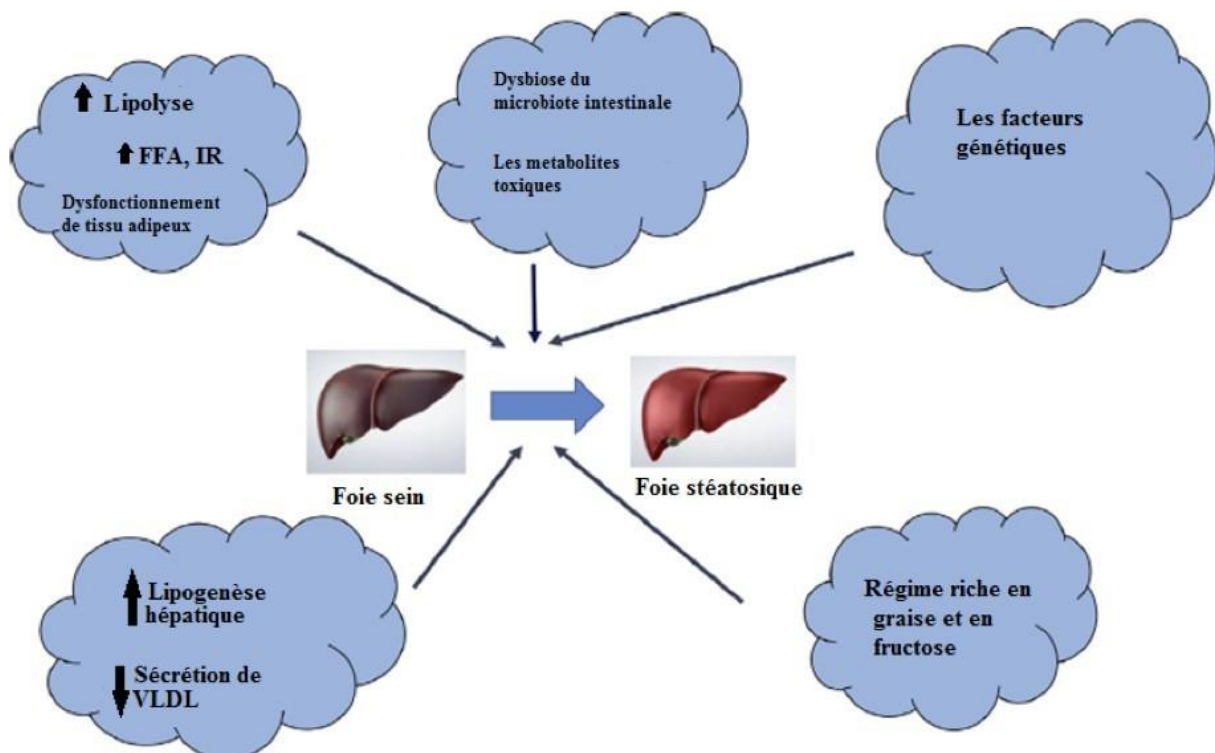 Lipolyse
FFA, IR
Dysfonctionnement
de tissu adipeux
Dysbiose du
microbiote intestinale
Les metabolites
toxiques
Les facteurs
génétiques
Foie sein
Foie stéatosique
Lipogenèse
hépatique
Sécrétion de
VLDL
Régime riche en
graise et en
fructose